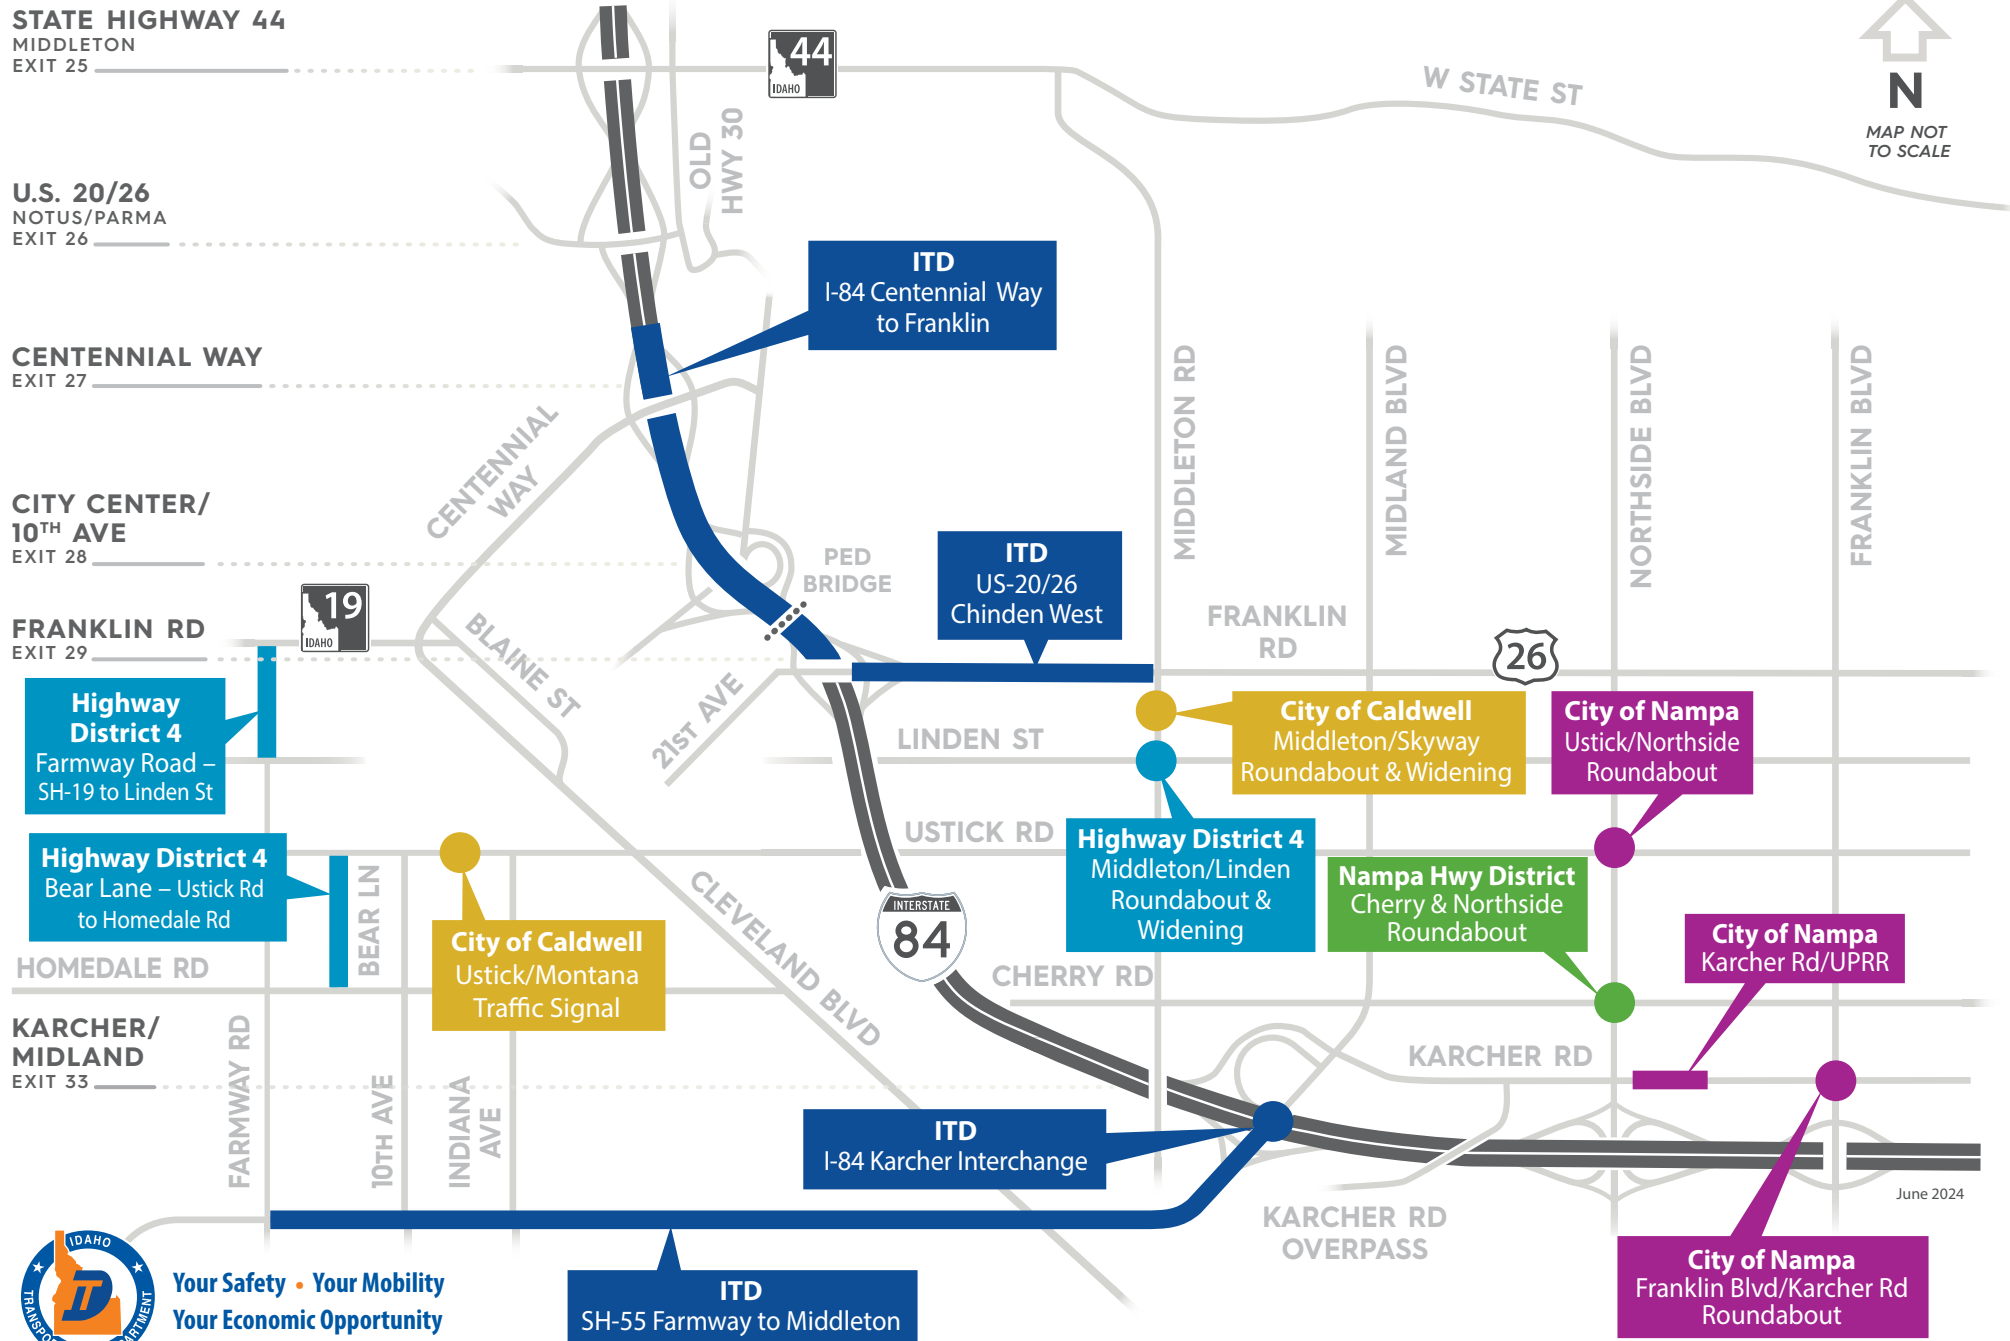 STATE HIGHWAY 44
MIDDLETON
EXIT 25
44
IDAHO
W STATE ST
N
MAP NOT
TO SCALE
OLD
HWY 30
U.S. 20/26
NOTUS/PARMA
EXIT 26
ITD
I-84 Centennial Way
to Franklin
CENTENNIAL WAY
EXIT 27
MIDDLETON RD
MIDLAND BLVD
NORTHSIDE BLVD
FRANKLIN BLVD
CENTENNIAL
WAY
CITY CENTER/
10TH AVE
EXIT 28
PED
BRIDGE
ITD
US-20/26
Chinden West
19
IDAHO
FRANKLIN RD
EXIT 29
BLAINE ST
FRANKLIN
RD
26
21ST AVE
Highway
District 4
Farmway Road –
SH-19 to Linden St
LINDEN ST
City of Caldwell
Middleton/Skyway
Roundabout & Widening
City of Nampa
Ustick/Northside
Roundabout
USTICK RD
Highway District 4
Bear Lane – Ustick Rd
to Homedale Rd
BEAR LN
Highway District 4
Middleton/Linden
Roundabout &
Widening
Nampa Hwy District
Cherry & Northside
Roundabout
CLEVELAND BLVD
INTERSTATE
84
City of Caldwell
Ustick/Montana
Traffic Signal
City of Nampa
Karcher Rd/UPRR
HOMEDALE RD
CHERRY RD
KARCHER/
MIDLAND
EXIT 33
FARMWAY RD
10TH AVE
INDIANA
AVE
KARCHER RD
ITD
I-84 Karcher Interchange
June 2024
KARCHER RD
OVERPASS
IDAHO
IT
Your Safety • Your Mobility
Your Economic Opportunity
ITD
SH-55 Farmway to Middleton
City of Nampa
Franklin Blvd/Karcher Rd
Roundabout